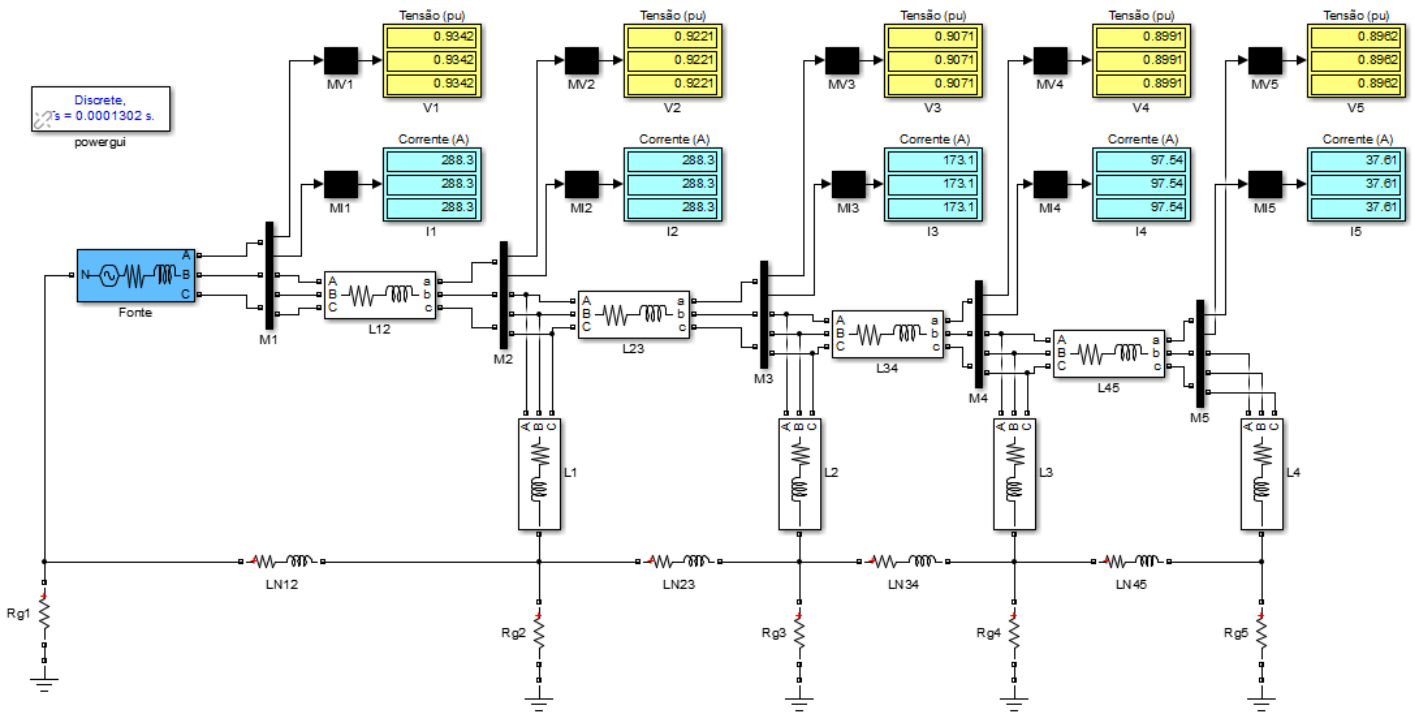 Tensão (pu)
0.9342
0.9342
0.9342
V1
MV1
Tensão (pu)
0.9221
0.9221
0.9221
V2
MV2
Tensão (pu)
0.9071
0.9071
0.9071
V3
MV3
Tensão (pu)
0.8991
0.8991
0.8991
V4
MV4
Tensão (pu)
0.8962
0.8962
0.8962
V5
MV5
Discrete,
s = 0.0001302 s.
powergui
Corrente (A)
288.3
288.3
288.3
I1
MI1
Corrente (A)
288.3
288.3
288.3
I2
MI2
Corrente (A)
173.1
173.1
173.1
I3
MI3
Corrente (A)
97.54
97.54
97.54
I4
MI4
Corrente (A)
37.61
37.61
37.61
I5
MI5
N
A
B
C
Fonte
M1
A
B
C
a
b
c
L12
M2
A
B
C
a
b
c
L23
M3
A
B
C
a
b
c
L34
M4
A
B
C
a
b
c
L45
M5
A B C
L1
A B C
L2
A B C
L3
A B C
L4
LN12
LN23
LN34
LN45
Rg1
Rg2
Rg3
Rg4
Rg5